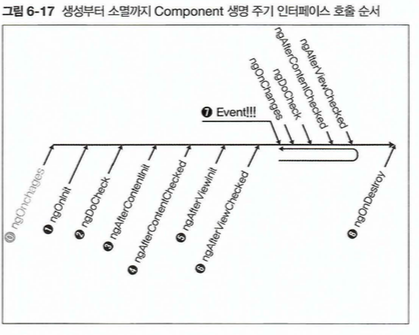 그림 6-17 생성부터 소멸까지 Component 생명 주기 인터페이스 호출 순서
⓪ ngOnchages
❶ ngOnInit
❷ ngDoCheck
❸ ngAfterContentInit
❹ ngAfterContentChecked
❺ ngAfterViewInit
❻ ngAfterViewChecked
❼ Event!!!
ngOnChanges
ngDoCheck
ngAfterContentChecked
ngAfterViewChecked
❽ ngOnDestroy